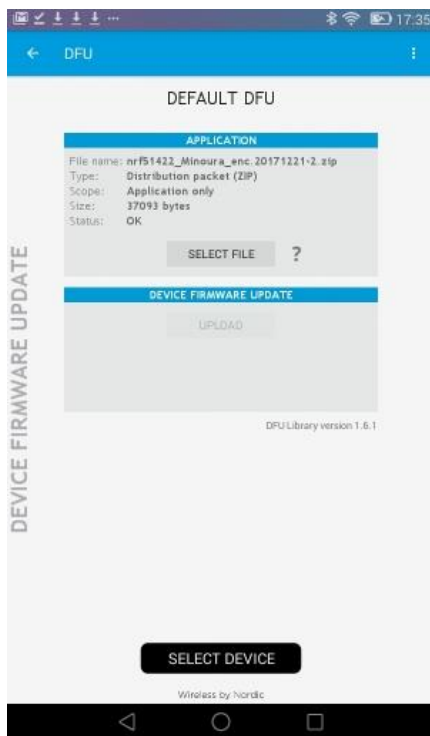 17:35
DFU
DEFAULT DFU
APPLICATION
File name: nrf51422_Minoura_enc.20171221-2.zip
Type: Distribution packet (ZIP)
Scope: Application only
Size: 37093 bytes
Status: OK
SELECT FILE ?
DEVICE FIRMWARE UPDATE
UPLOAD
DFU Library version 1.6.1
DEVICE FIRMWARE UPDATE
SELECT DEVICE
Wireless by Nordic